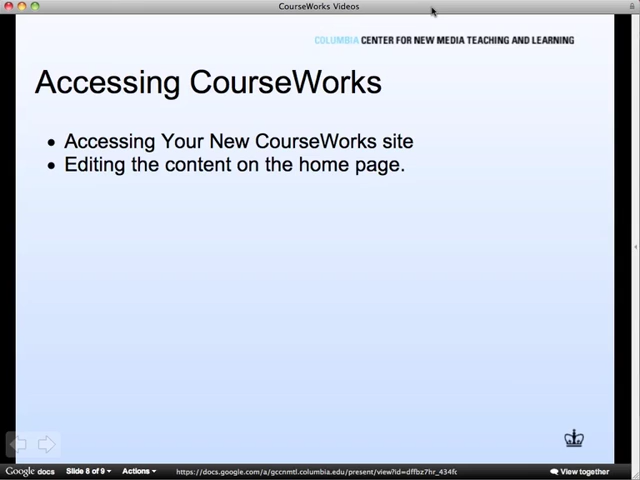 CourseWorks Videos
COLUMBIA CENTER FOR NEW MEDIA TEACHING AND LEARNING
Accessing CourseWorks
• Accessing Your New CourseWorks site
• Editing the content on the home page.
Google docs Slide 8 of 9 Actions https://docs.google.com/a/gccnmtl.columbia.edu/present/view?id=dffbz7hr_434fc View together